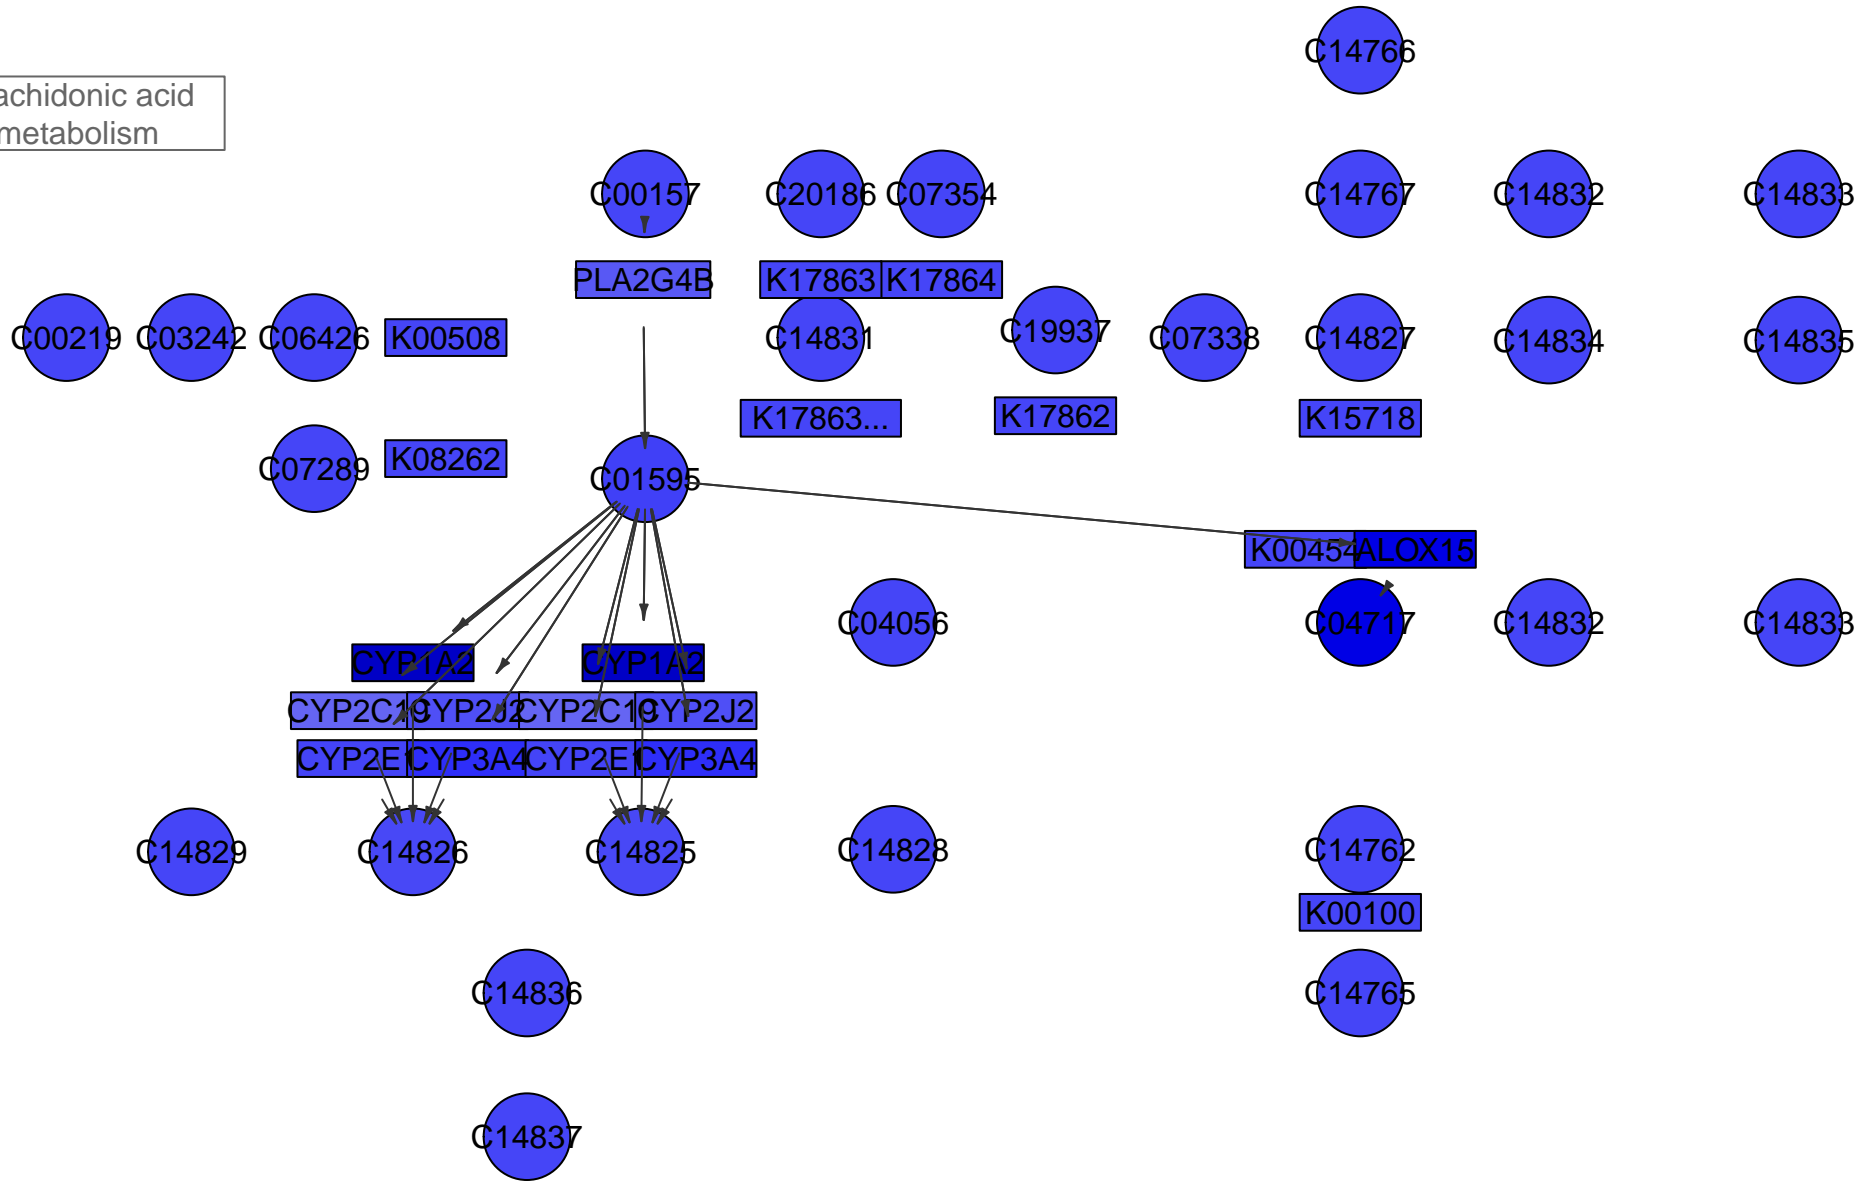 C14766
achidonic acid
metabolism
C00157
C20186
C07354
C14767
C14832
C14833
PLA2G4B
K17863
K17864
C00219
C03242
C06426
K00508
C14831
C19937
C07338
C14827
C14834
C14835
K17863...
K17862
K15718
C07289
K08262
C01595
K00454
ALOX15
C04056
C04717
C14832
C14833
CYP1A2
CYP1A2
CYP2C19
CYP2J2
CYP2C19
CYP2J2
CYP2E1
CYP3A4
CYP2E1
CYP3A4
C14829
C14826
C14825
C14828
C14762
K00100
C14836
C14765
C14837